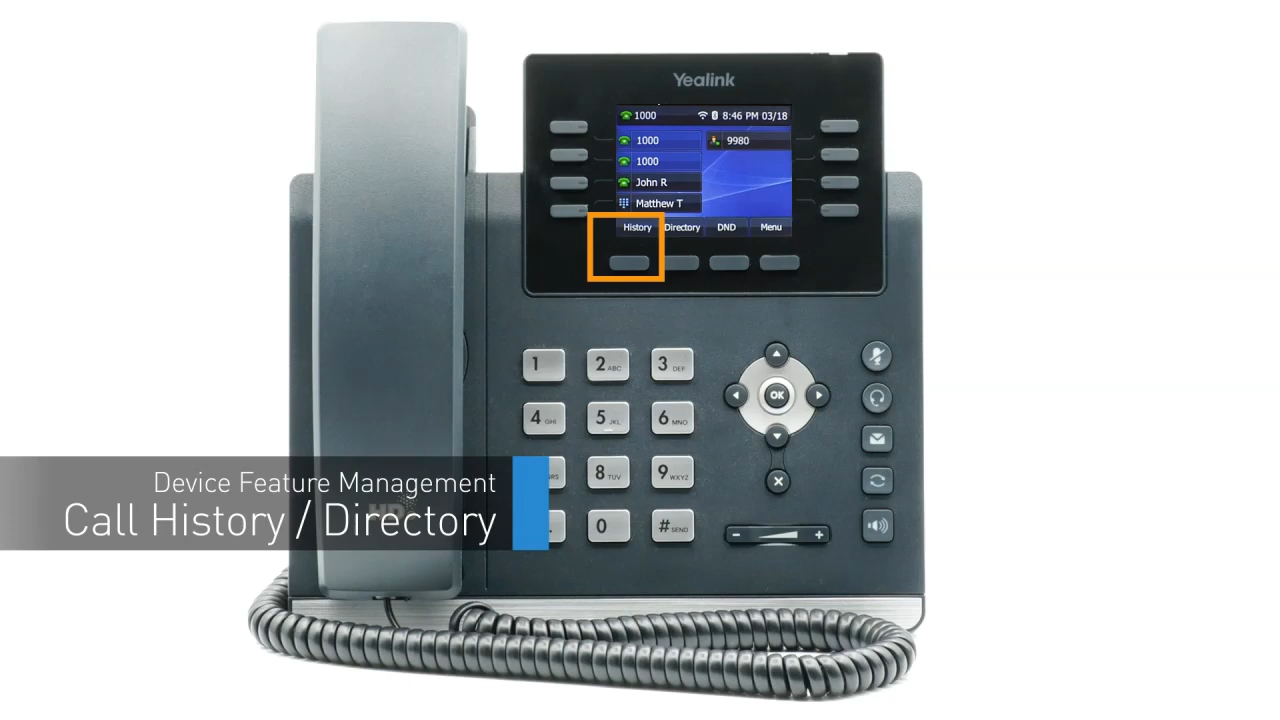 Yealink
1000 8:46 PM 03/18
1000 9980
1000
John R
Matthew T
History Directory DND Menu
1 2 ABC 3 DEF
4 GHI 5 JKL 6 MNO
8 TUV 9 WXYZ
0 # SEND
OK
Device Feature Management
Call History / Directory
HD